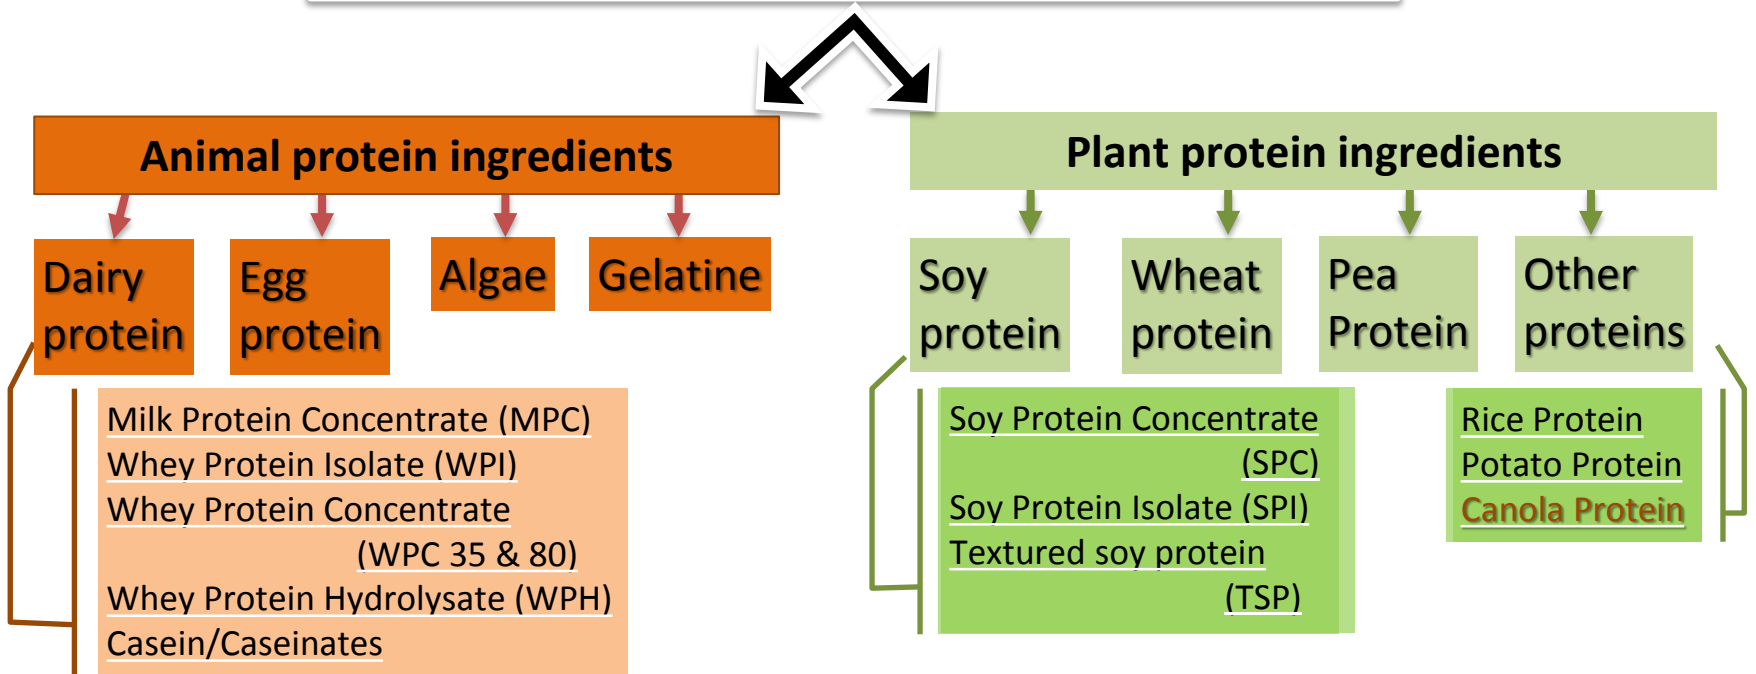 Animal protein ingredients
Plant protein ingredients
Dairy
protein
Egg
protein
Algae
Gelatine
Soy
protein
Wheat
protein
Pea
Protein
Other
proteins
Milk Protein Concentrate (MPC)
Whey Protein Isolate (WPI)
Whey Protein Concentrate
(WPC 35 & 80)
Whey Protein Hydrolysate (WPH)
Casein/Caseinates
Soy Protein Concentrate
(SPC)
Soy Protein Isolate (SPI)
Textured soy protein
(TSP)
Rice Protein
Potato Protein
Canola Protein